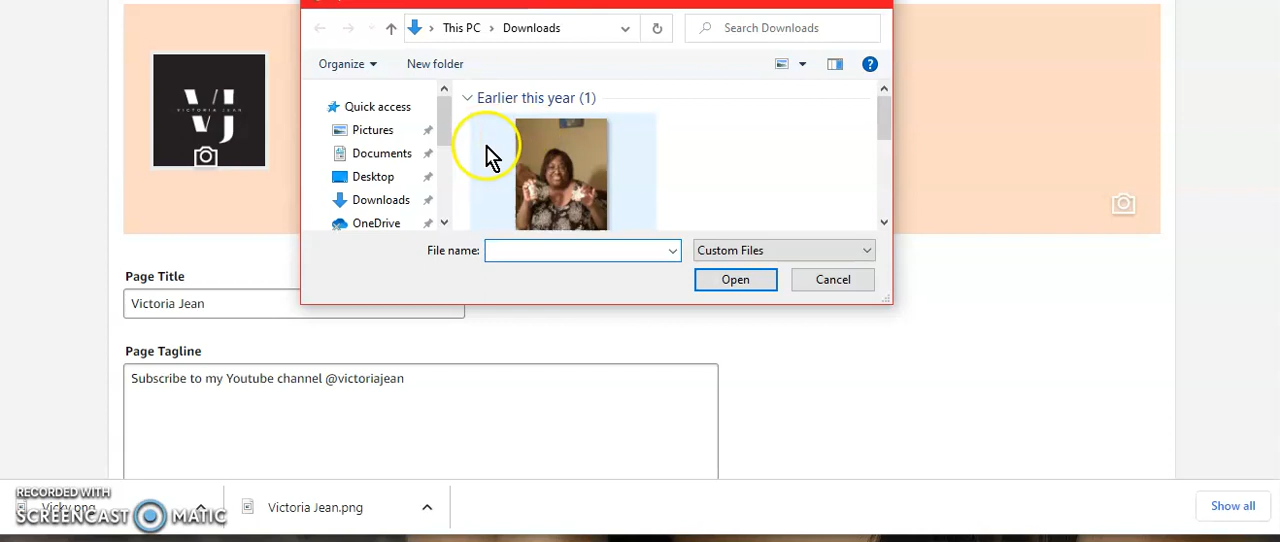 This PC > Downloads
Search Downloads
Organize
New folder
Quick access
Pictures
Documents
Desktop
Downloads
OneDrive
Earlier this year (1)
V/
VICTORIA JEAN
VJ
File name:
Custom Files
Open
Cancel
Page Title
Victoria Jean
Page Tagline
Subscribe to my Youtube channel @victoriajean
RECORDED WITH
SCREENCAST MATIC
Vicky.png
Victoria Jean.png
Show all